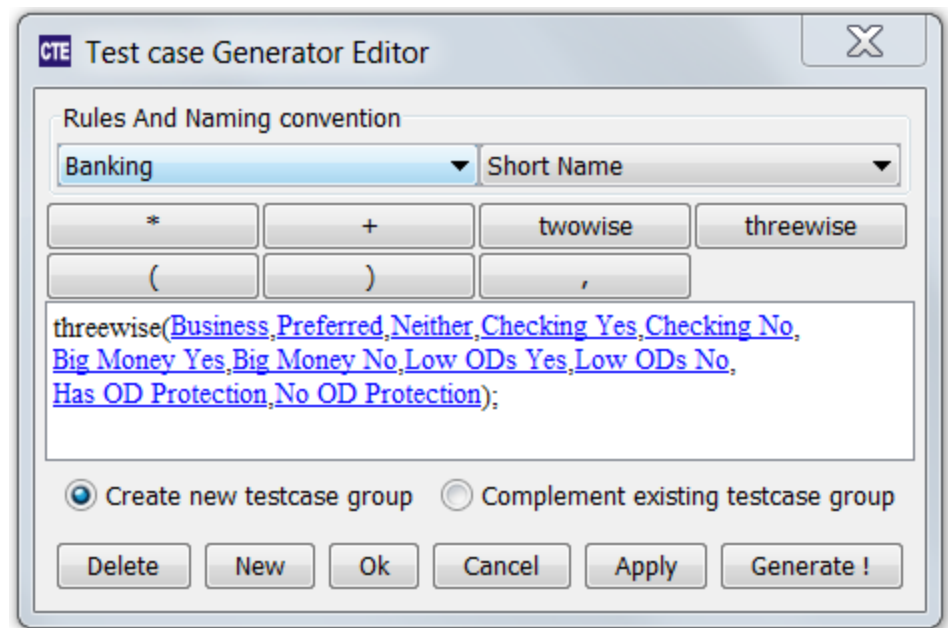 CTE Test case Generator Editor
Rules And Naming convention
Banking Short Name
* + twowise threewise
( ) ,
threewise(Business,Preferred,Neither,Checking Yes,Checking No,
Big Money Yes,Big Money No,Low ODs Yes,Low ODs No,
Has OD Protection,No OD Protection);
Create new testcase group Complement existing testcase group
Delete New Ok Cancel Apply Generate !